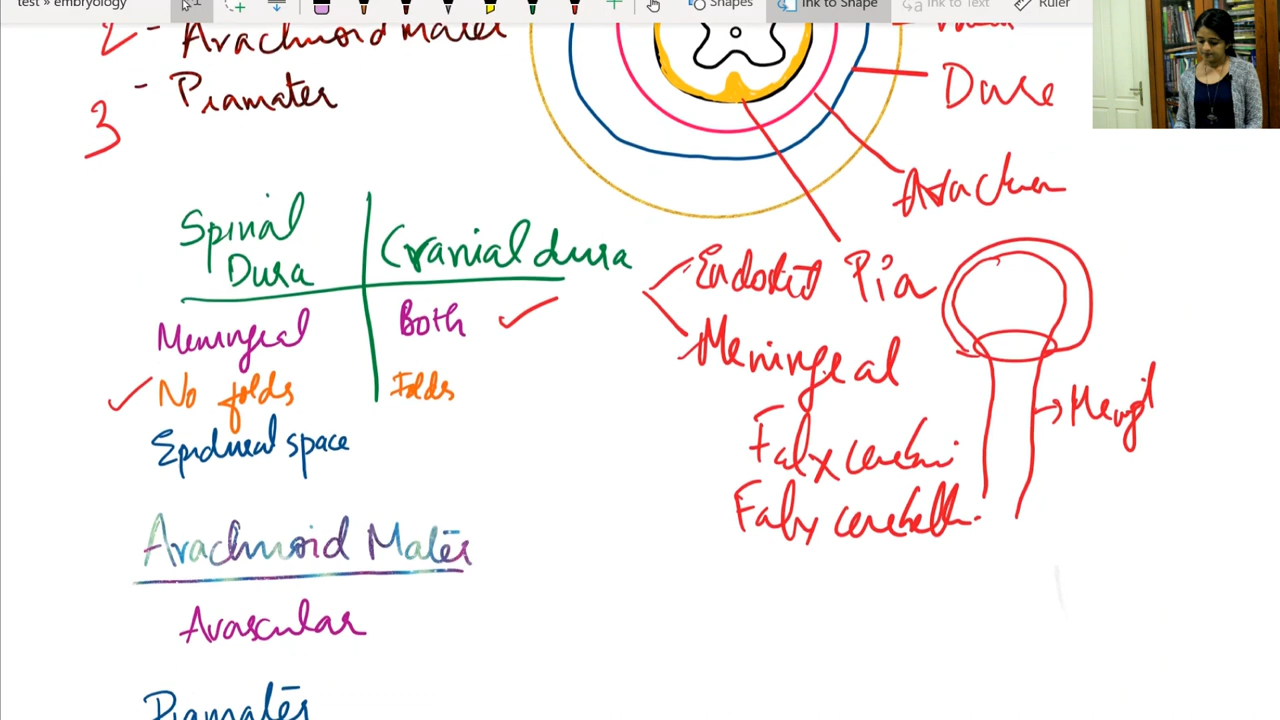 test » embryology
Shapes
Ink to Shape
Ink to Text
Ruler
2 - Arachnoid Mater
3 - Piamater
Dura
Arachn
Pia
Spinal Dura
Cranial dura
Endosteal
Meningeal
Meningeal
Both
No folds
Folds
Epidural space
Falx cerebri
Falx cerebelli
Arachnoid Mater
Avascular
Piamater